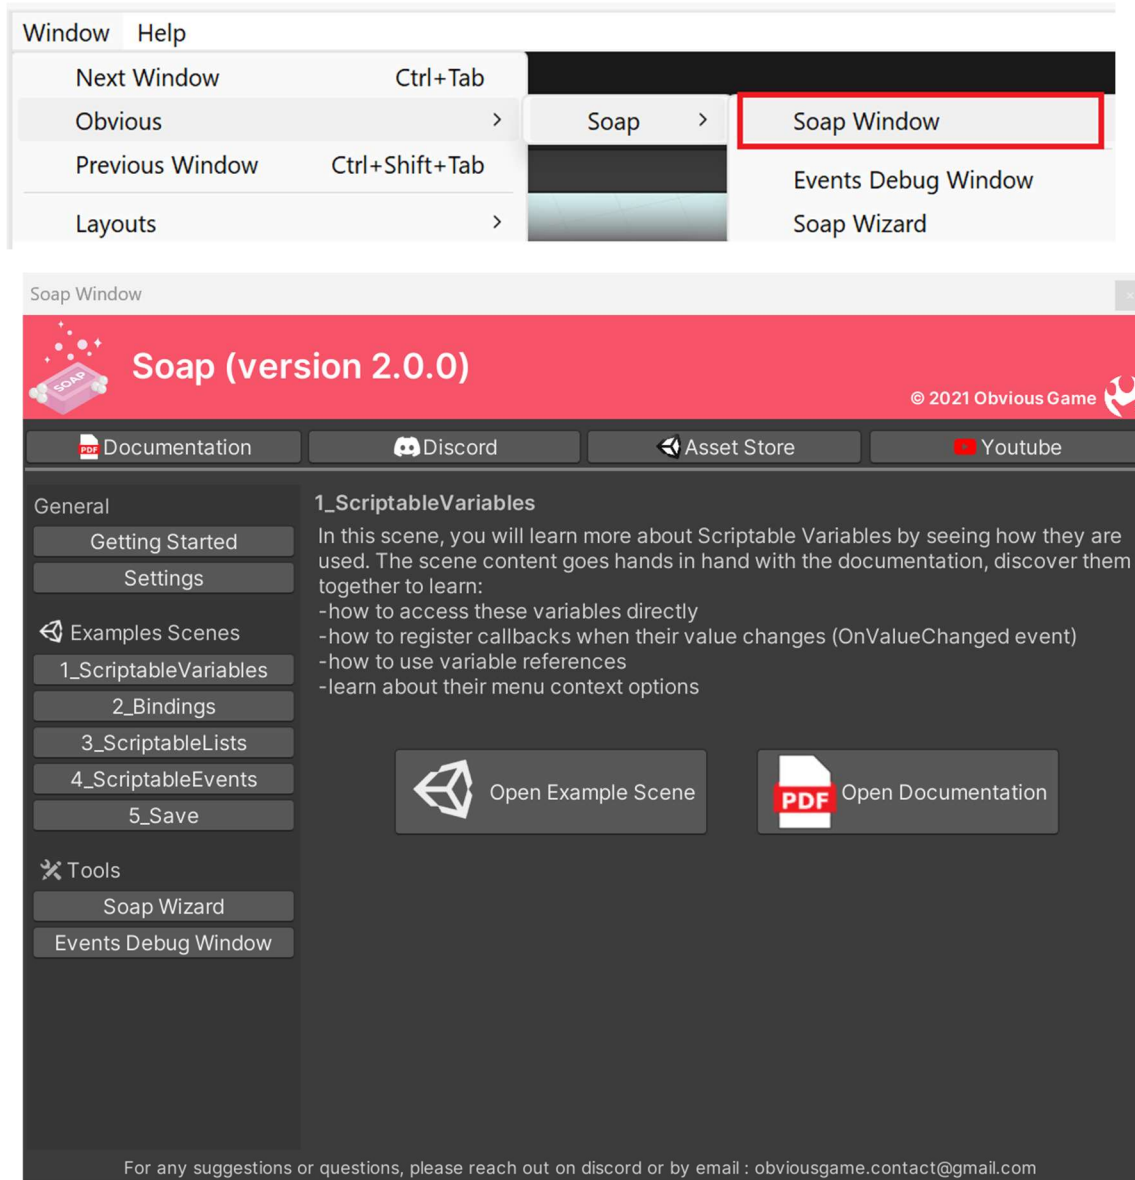 Window Help
Next Window Ctrl+Tab
Obvious > Soap > Soap Window
Previous Window Ctrl+Shift+Tab
Events Debug Window
Layouts >
Soap Wizard
Soap Window
SOAP
Soap (version 2.0.0)
© 2021 Obvious Game
PDF Documentation
Discord
Asset Store
Youtube
General
Getting Started
Settings
Examples Scenes
1_ScriptableVariables
2_Bindings
3_ScriptableLists
4_ScriptableEvents
5_Save
Tools
Soap Wizard
Events Debug Window
1_ScriptableVariables
In this scene, you will learn more about Scriptable Variables by seeing how they are
used. The scene content goes hands in hand with the documentation, discover them
together to learn:
-how to access these variables directly
-how to register callbacks when their value changes (OnValueChanged event)
-how to use variable references
-learn about their menu context options
Open Example Scene
PDF Open Documentation
For any suggestions or questions, please reach out on discord or by email : obviousgame.contact@gmail.com